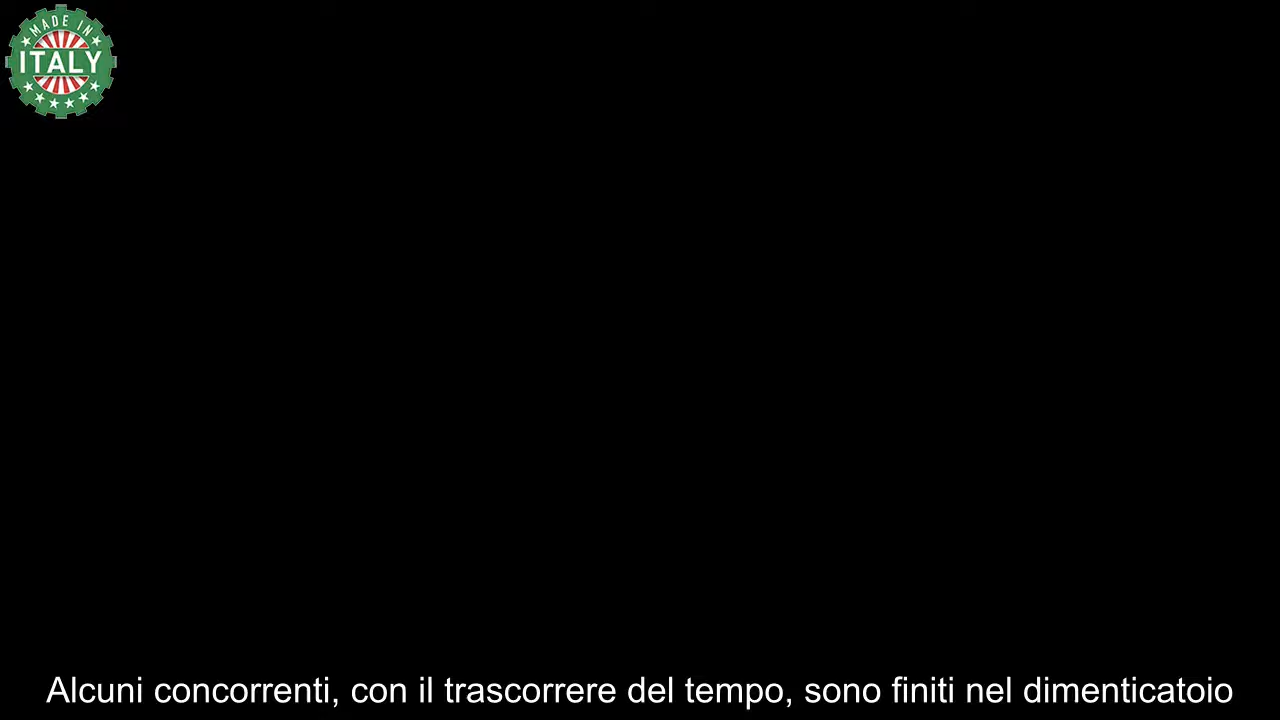 MADE IN
ITALY
Alcuni concorrenti, con il trascorrere del tempo, sono finiti nel dimenticatoio